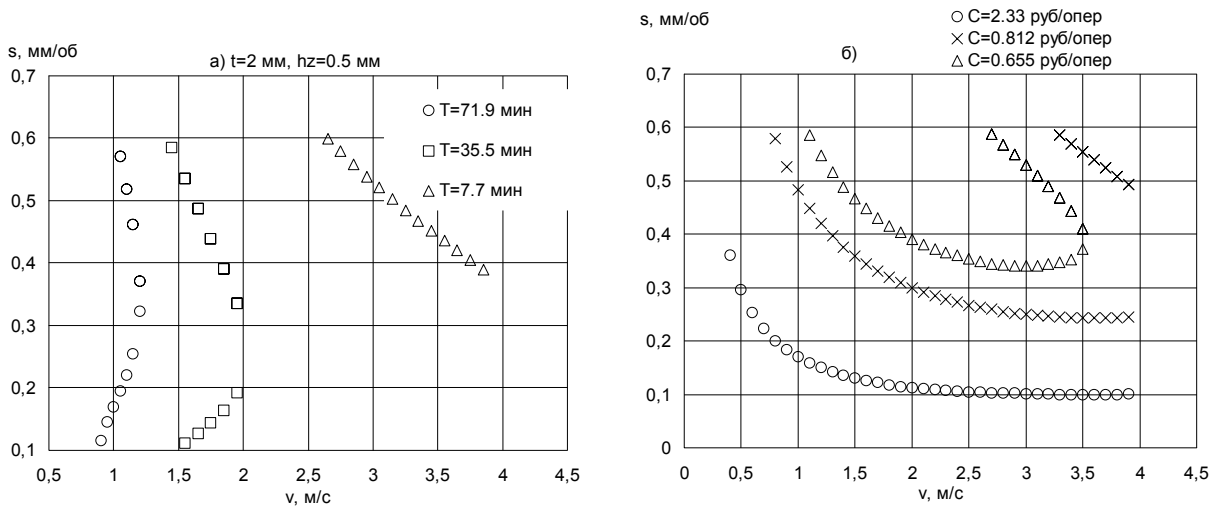 s, мм/об
а) t=2 мм, hz=0.5 мм
0,7
0,6
0,5
0,4
0,3
0,2
0,1
0,5 1 1,5 2 2,5 3 3,5 4 4,5
v, м/с
T=71.9 мин
T=35.5 мин
T=7.7 мин
s, мм/об
б)
C=2.33 руб/опер
C=0.812 руб/опер
C=0.655 руб/опер
0,7
0,6
0,5
0,4
0,3
0,2
0,1
0
0 0,5 1 1,5 2 2,5 3 3,5 4 4,5
v, м/с